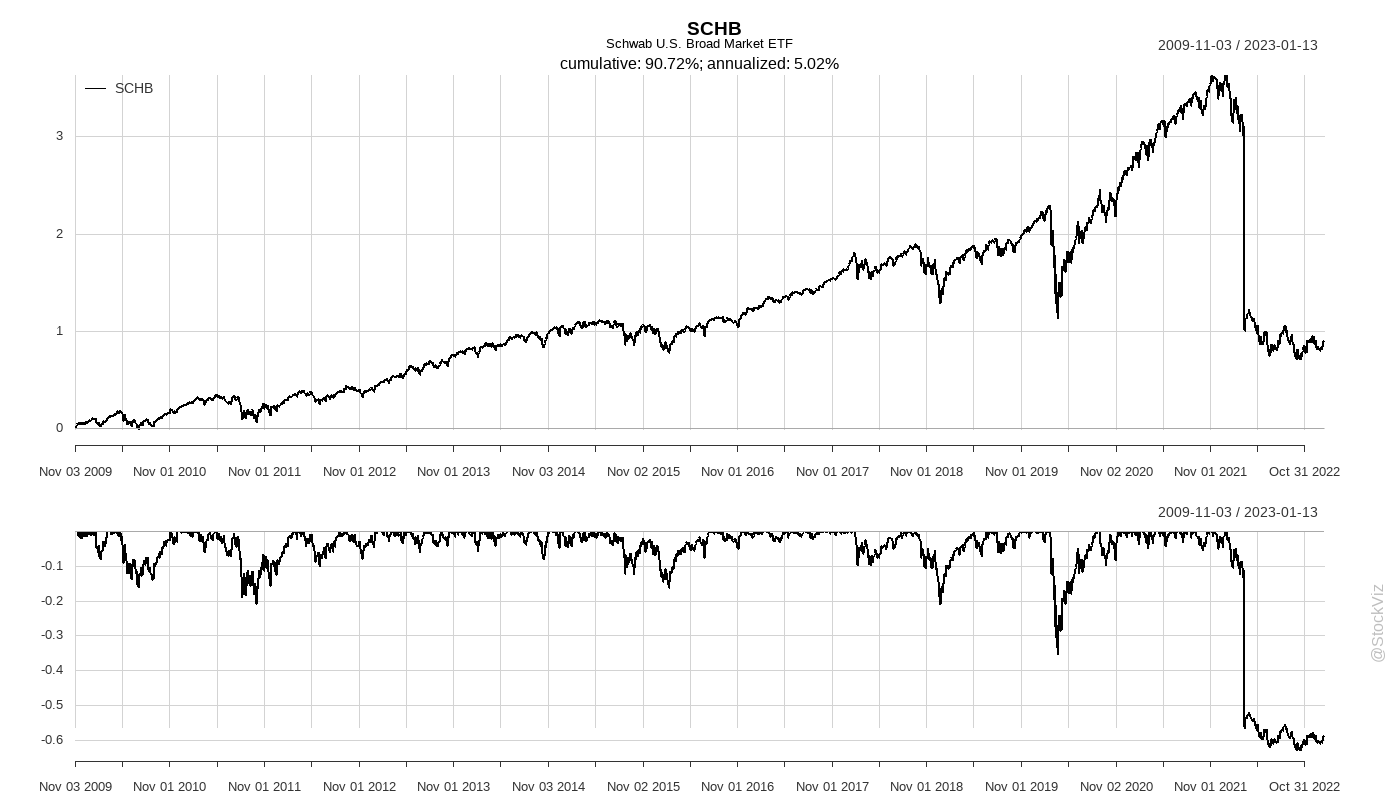 SCHB
Schwab U.S. Broad Market ETF
2009-11-03 / 2023-01-13
cumulative: 90.72%; annualized: 5.02%
SCHB
3
2
1
0
Nov 03 2009 Nov 01 2010 Nov 01 2011 Nov 01 2012 Nov 01 2013 Nov 03 2014 Nov 02 2015 Nov 01 2016 Nov 01 2017 Nov 01 2018 Nov 01 2019 Nov 02 2020 Nov 01 2021 Oct 31 2022
2009-11-03 / 2023-01-13
-0.1
-0.2
-0.3
-0.4
-0.5
-0.6
Nov 03 2009 Nov 01 2010 Nov 01 2011 Nov 01 2012 Nov 01 2013 Nov 03 2014 Nov 02 2015 Nov 01 2016 Nov 01 2017 Nov 01 2018 Nov 01 2019 Nov 02 2020 Nov 01 2021 Oct 31 2022
@StockViz